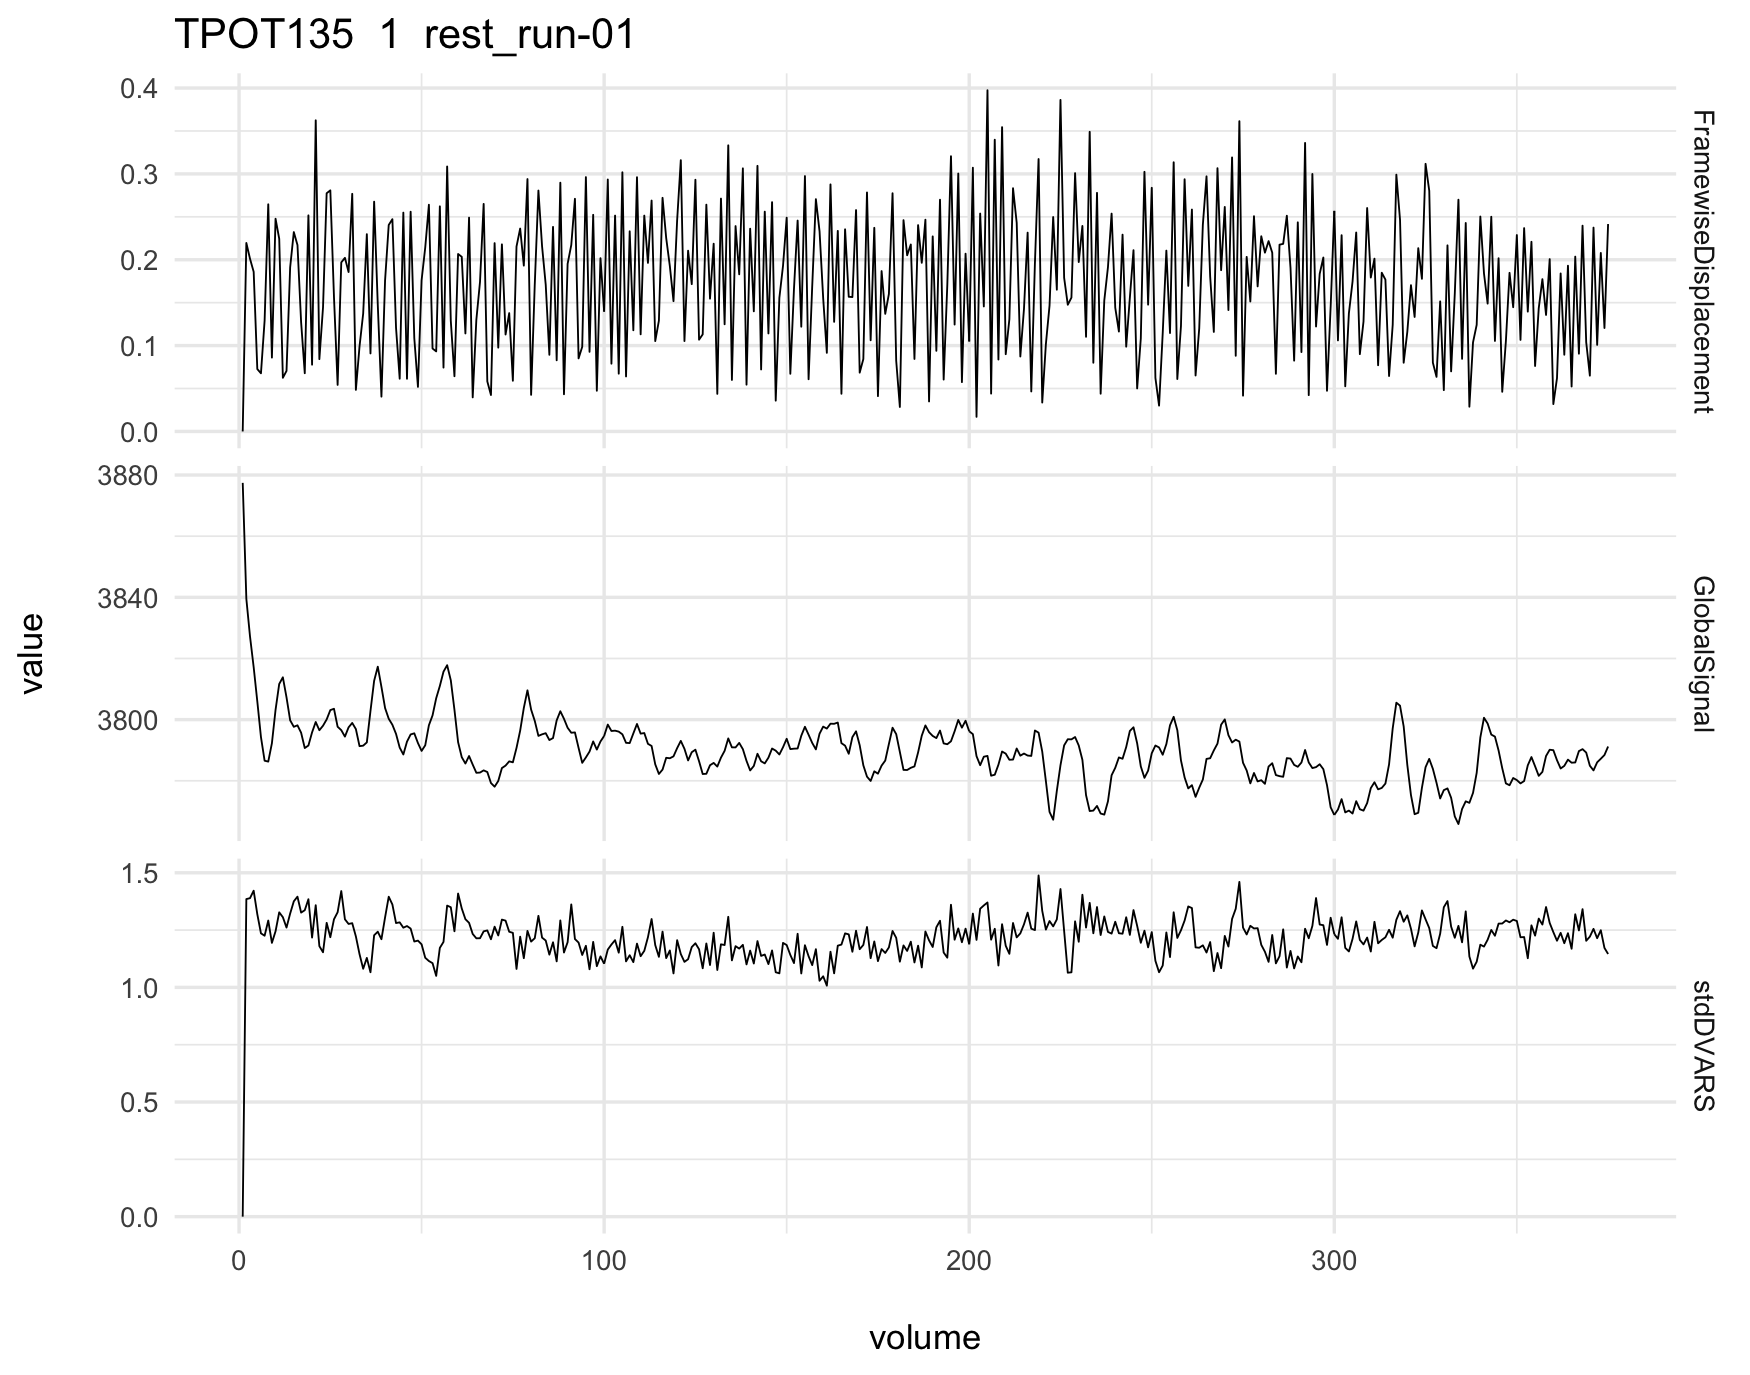 TPOT135 1 rest_run-01
0.4
0.3
0.2
0.1
0.0
FramewiseDisplacement
3880
3840
3800
GlobalSignal
value
1.5
1.0
0.5
0.0
stdDVARS
0 100 200 300
volume